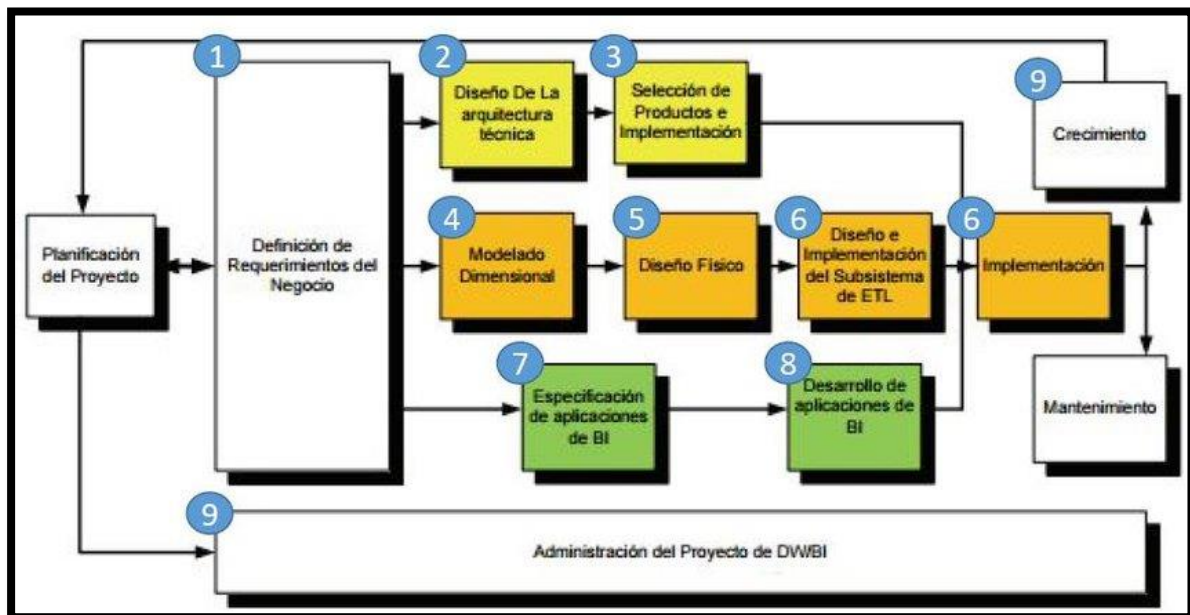 1
2
3
9
Diseño De La
arquitectura
técnica
Selección de
Productos e
Implementación
Crecimiento
Planificación
del Proyecto
Definición de
Requerimientos del
Negocio
4
Modelado
Dimensional
5
Diseño Físico
6
Diseño e
Implementación
del Subsistema
de ETL
6
Implementación
7
Especificación
de aplicaciones
de BI
8
Desarrollo de
aplicaciones de
BI
Mantenimiento
9
Administración del Proyecto de DW/BI